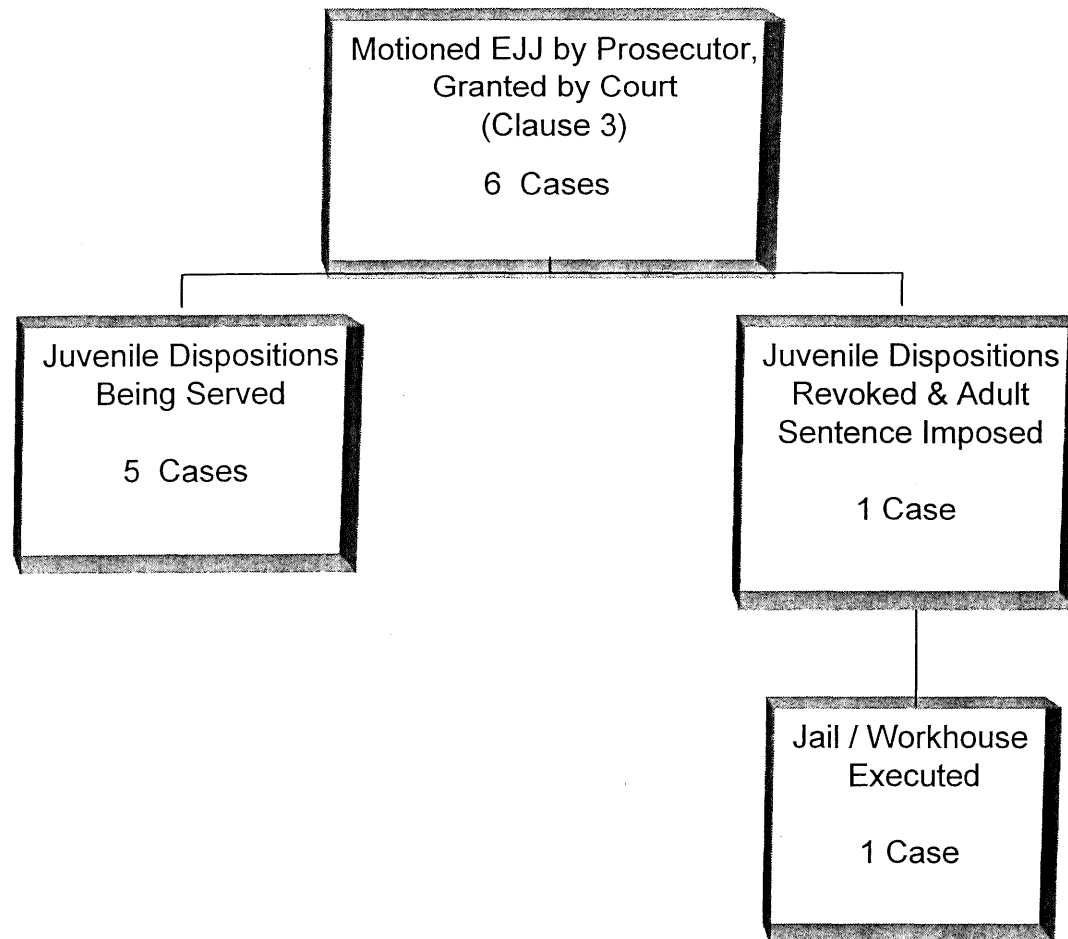 Motioned EJJ by Prosecutor,
Granted by Court
(Clause 3)
6 Cases
Juvenile Dispositions
Being Served
5 Cases
Juvenile Dispositions
Revoked & Adult
Sentence Imposed
1 Case
Jail / Workhouse
Executed
1 Case